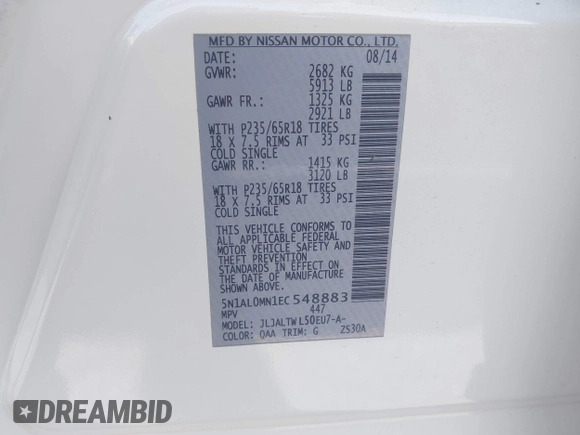 MFD BY NISSAN MOTOR CO., LTD.
DATE: 08/14
GVWR: 2682 KG
5913 LB
GAWR FR.: 1325 KG
2921 LB
WITH P235/65R18 TIRES
18 X 7.5 RIMS AT 33 PSI
COLD SINGLE
GAWR RR.: 1415 KG
3120 LB
WITH P235/65R18 TIRES
18 X 7.5 RIMS AT 33 PSI
COLD SINGLE
THIS VEHICLE CONFORMS TO
ALL APPLICABLE FEDERAL
MOTOR VEHICLE SAFETY AND
THEFT PREVENTION
STANDARDS IN EFFECT ON
THE DATE OF MANUFACTURE
SHOWN ABOVE.
5N1AL0MN1EC548883
MPV 447
MODEL: JLJALTWL50EU7-A-
COLOR: QAA TRIM: G ZS30A
DREAMBID